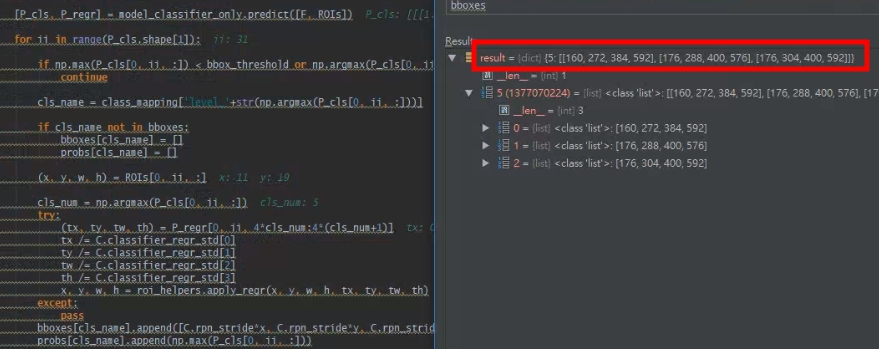 [P_cls, P_regr] = model_classifier_only.predict([F, ROIs])  P_cls: [[[1.
for ii in range(P_cls.shape[1]):  ii: 31
if np.max(P_cls[0, ii, :]) < bbox_threshold or np.argmax(P_cls[0, ii
continue
cls_name = class_mapping['level_'+str(np.argmax(P_cls[0, ii, :]))]
if cls_name not in bboxes:
bboxes[cls_name] = []
probs[cls_name] = []
(x, y, w, h) = ROIs[0, ii, :]  x: 11  y: 19
cls_num = np.argmax(P_cls[0, ii, :])  cls_num: 5
try:
(tx, ty, tw, th) = P_regr[0, ii, 4*cls_num:4*(cls_num+1)]  tx: 0
tx /= C.classifier_regr_std[0]
ty /= C.classifier_regr_std[1]
tw /= C.classifier_regr_std[2]
th /= C.classifier_regr_std[3]
x, y, w, h = roi_helpers.apply_regr(x, y, w, h, tx, ty, tw, th)
except:
pass
bboxes[cls_name].append([C.rpn_stride*x, C.rpn_stride*y, C.rpn_stri
probs[cls_name].append(np.max(P_cls[0, ii, :]))
bboxes
Result
result = {dict} {5: [[160, 272, 384, 592], [176, 288, 400, 576], [176, 304, 400, 592]]}
__len__ = {int} 1
5 (1377070224) = {list} <class 'list'>: [[160, 272, 384, 592], [176, 288, 400, 576], [17
__len__ = {int} 3
0 = {list} <class 'list'>: [160, 272, 384, 592]
1 = {list} <class 'list'>: [176, 288, 400, 576]
2 = {list} <class 'list'>: [176, 304, 400, 592]